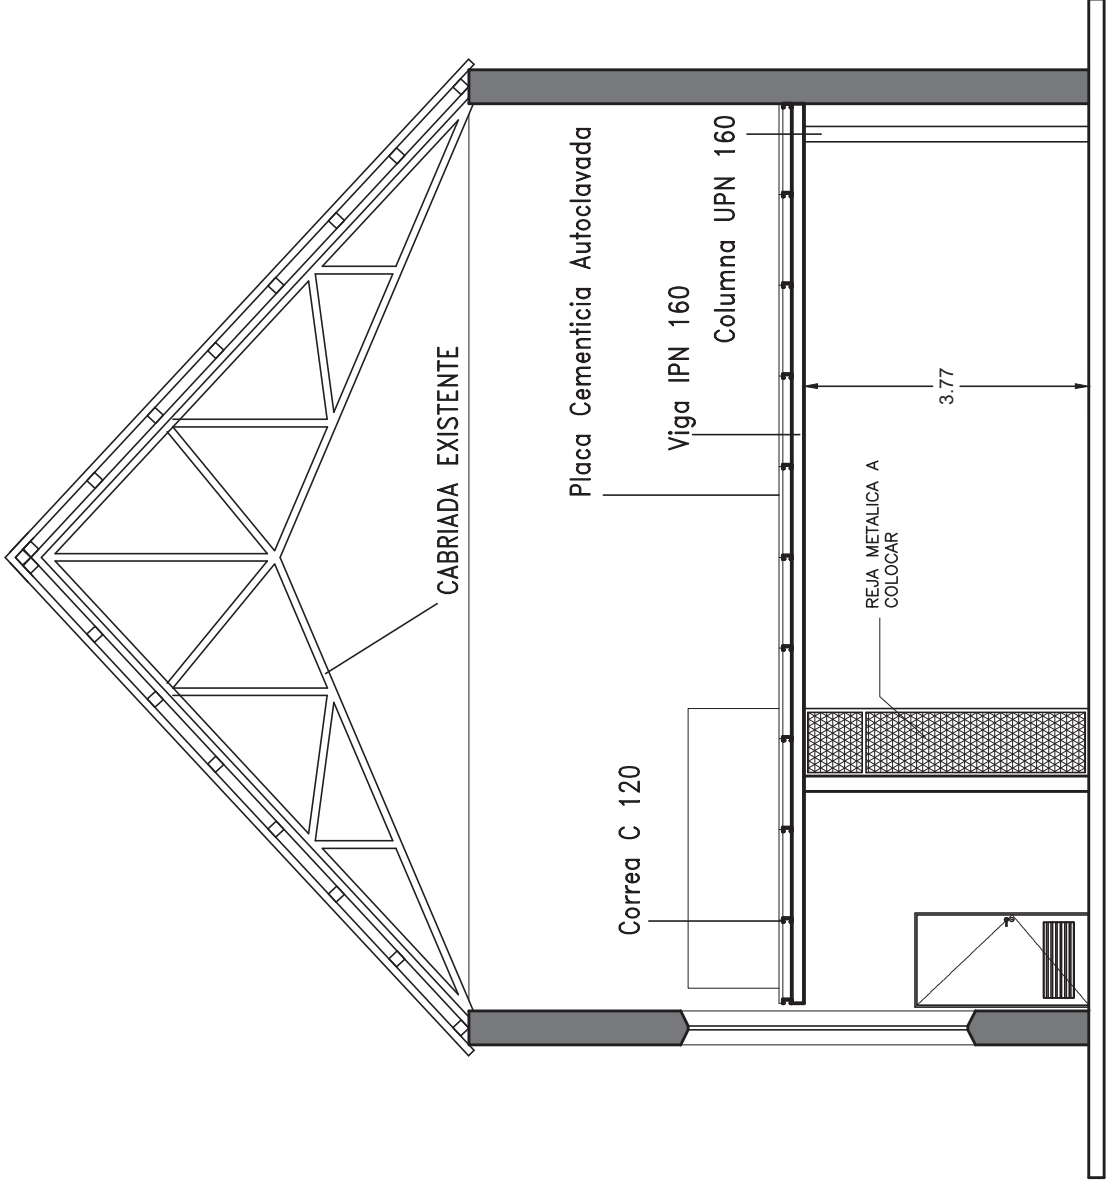 CABRIADA EXISTENTE
Placa Cementicia Autoclavada
Viga IPN 160
Columna UPN 160
Correa C 120
REJA METALICA A
COLOCAR
3.77